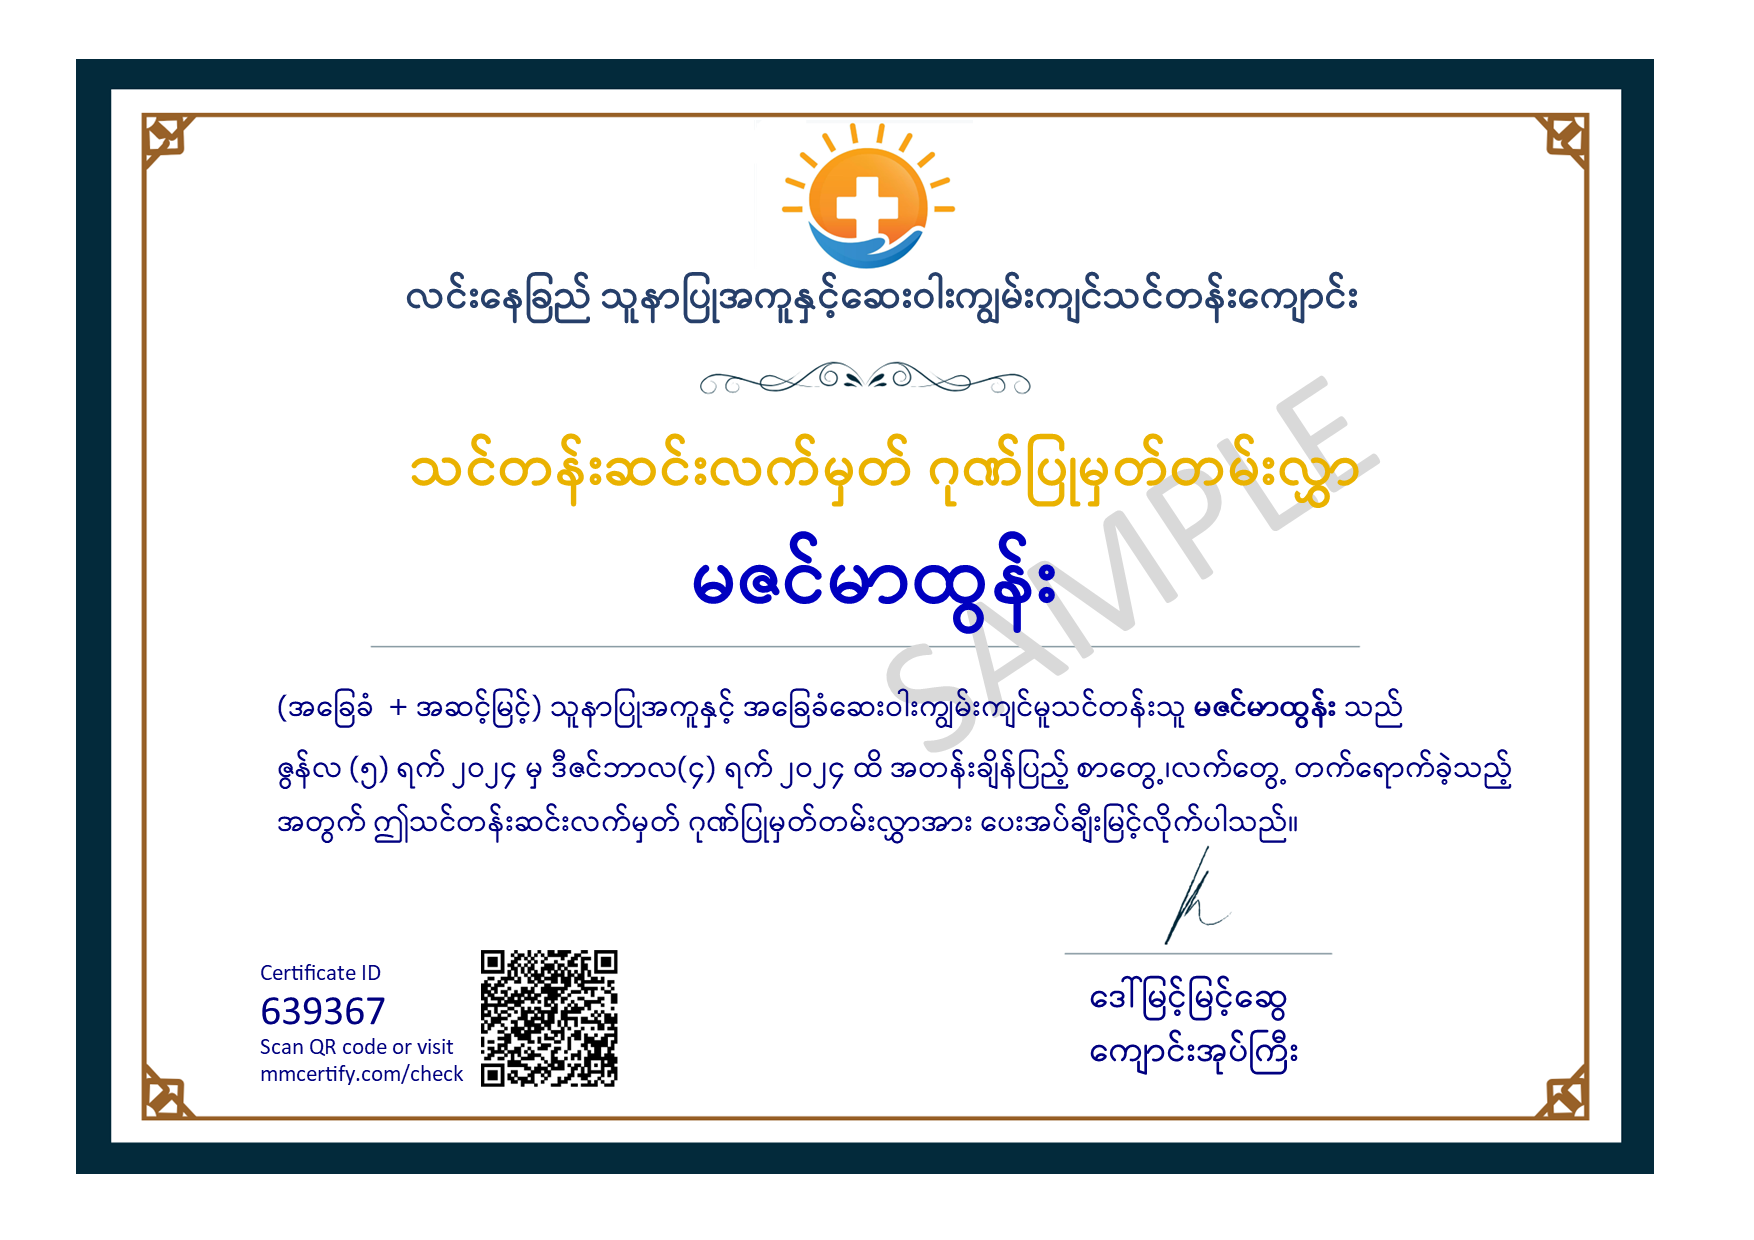 လင်းနေခြည် သူနာပြုအကူနှင့်ဆေးဝါးကျွမ်းကျင်သင်တန်းကျောင်း
သင်တန်းဆင်းလက်မှတ် ဂုဏ်ပြုမှတ်တမ်းလွှာ
မဇင်မာထွန်း
SAMPLE
(အခြေခံ + အဆင့်မြင့်) သူနာပြုအကူနှင့် အခြေခံဆေးဝါးကျွမ်းကျင်မှုသင်တန်းသူ မဇင်မာထွန်း သည်
ဇွန်လ (၅) ရက် ၂၀၂၄ မှ ဒီဇင်ဘာလ(၄) ရက် ၂၀၂၄ ထိ အတန်းချိန်ပြည့် စာတွေ့၊လက်တွေ့ တက်ရောက်ခဲ့သည့်
အတွက် ဤသင်တန်းဆင်းလက်မှတ် ဂုဏ်ပြုမှတ်တမ်းလွှာအား ပေးအပ်ချီးမြင့်လိုက်ပါသည်။
Certificate ID
639367
Scan QR code or visit
mmcertify.com/check
ဒေါ်မြင့်မြင့်ဆွေ
ကျောင်းအုပ်ကြီး